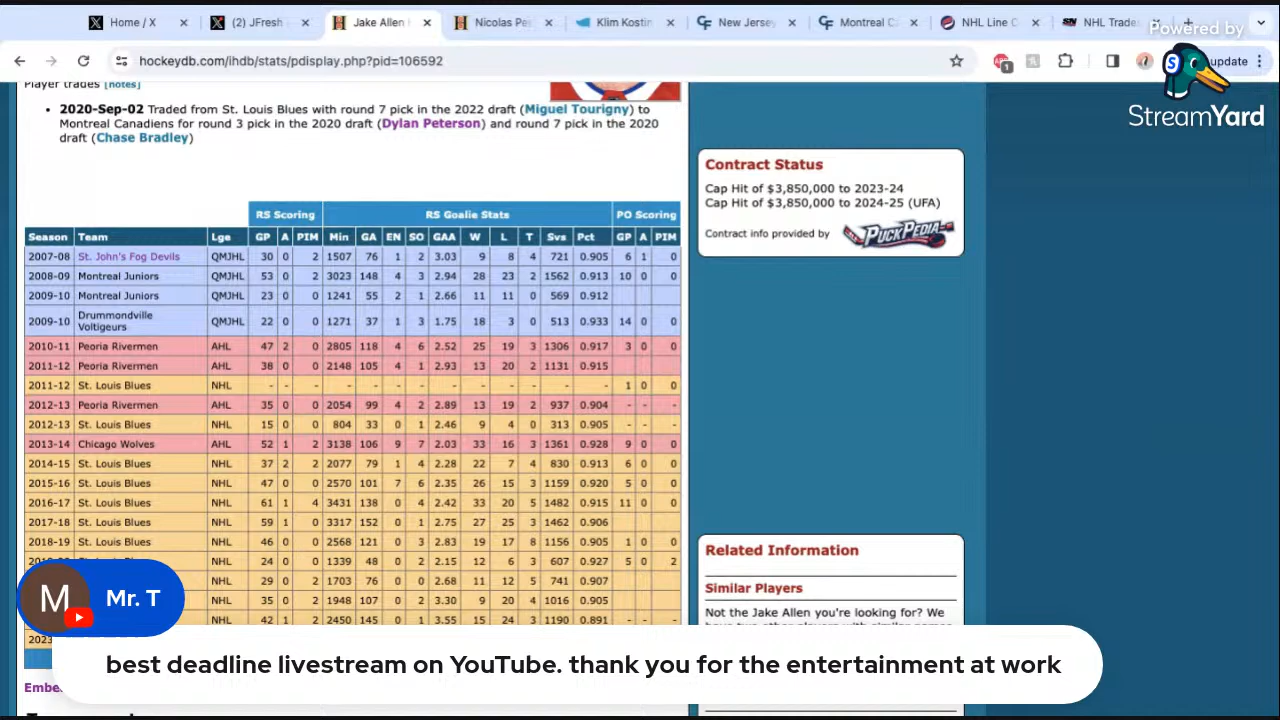 Home / X
(2) JFresh
Jake Allen
Nicolas Pe
Klim Kostin
New Jersey
Montreal C
NHL Line C
NHL Trade
Powered by
hockeydb.com/ihdb/stats/pdisplay.php?pid=106592
update
StreamYard
Player trades [notes]
2020-Sep-02 Traded from St. Louis Blues with round 7 pick in the 2022 draft (Miguel Tourigny) to
Montreal Canadiens for round 3 pick in the 2020 draft (Dylan Peterson) and round 7 pick in the 2020
draft (Chase Bradley)
Contract Status
Cap Hit of $3,850,000 to 2023-24
Cap Hit of $3,850,000 to 2024-25 (UFA)
Contract info provided by PUCKPEDIA
RS Scoring RS Goalie Stats PO Scoring
Season Team Lge GP A PIM Min GA EN SO GAA W L T Svs Pct GP A PIM
2007-08 St. John's Fog Devils QMJHL 30 0 2 1507 76 1 2 3.03 9 8 4 721 0.905 6 1 0
2008-09 Montreal Juniors QMJHL 53 0 2 3023 148 4 3 2.94 28 23 2 1562 0.913 10 0 0
2009-10 Montreal Juniors QMJHL 23 0 0 1241 55 2 1 2.66 11 11 0 569 0.912
2009-10 Drummondville Voltigeurs QMJHL 22 0 0 1271 37 1 3 1.75 18 3 0 513 0.933 14 0 0
2010-11 Peoria Rivermen AHL 47 2 0 2805 118 4 6 2.52 25 19 3 1306 0.917 3 0 0
2011-12 Peoria Rivermen AHL 38 0 0 2148 105 4 1 2.93 13 20 2 1131 0.915
2011-12 St. Louis Blues NHL - - - - - - - - - - - - - 1 0 0
2012-13 Peoria Rivermen AHL 35 0 0 2054 99 4 2 2.89 13 19 2 937 0.904 - - -
2012-13 St. Louis Blues NHL 15 0 0 804 33 0 1 2.46 9 4 0 313 0.905 - - -
2013-14 Chicago Wolves AHL 52 1 2 3138 106 9 7 2.03 33 16 3 1361 0.928 9 0 0
2014-15 St. Louis Blues NHL 37 2 2 2077 79 1 4 2.28 22 7 4 830 0.913 6 0 0
2015-16 St. Louis Blues NHL 47 0 0 2570 101 7 6 2.35 26 15 3 1159 0.920 5 0 0
2016-17 St. Louis Blues NHL 61 1 4 3431 138 0 4 2.42 33 20 5 1482 0.915 11 0 0
2017-18 St. Louis Blues NHL 59 1 0 3317 152 0 1 2.75 27 25 3 1462 0.906
2018-19 St. Louis Blues NHL 46 0 0 2568 121 0 3 2.83 19 17 8 1156 0.905 1 0 0
St. Louis Blues NHL 24 0 0 1339 48 0 2 2.15 12 6 3 607 0.927 5 0 2
NHL 29 0 2 1703 76 0 0 2.68 11 12 5 741 0.907
NHL 35 0 2 1948 107 0 2 3.30 9 20 4 1016 0.905
NHL 42 1 2 2450 145 0 1 3.55 15 24 3 1190 0.891 - - -
2023
Related Information
Similar Players
Not the Jake Allen you're looking for? We
M
Mr. T
best deadline livestream on YouTube. thank you for the entertainment at work
Embe